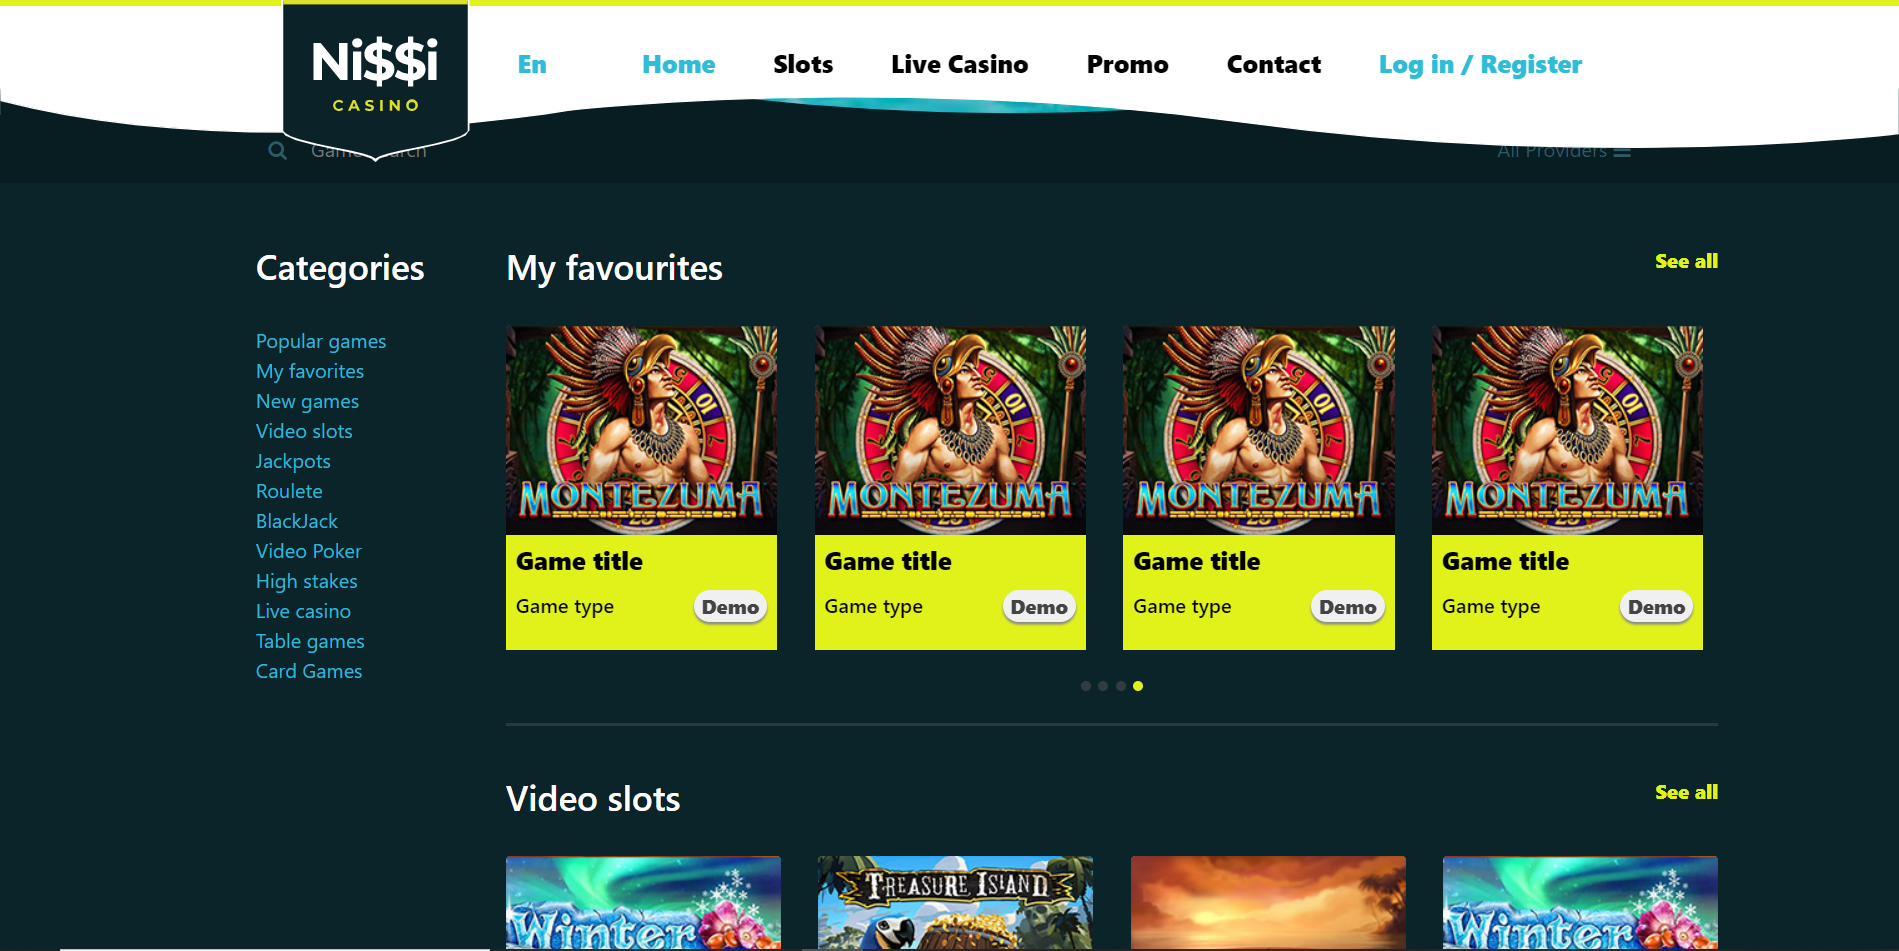 Ni$$i
CASINO
En
Home
Slots
Live Casino
Promo
Contact
Log in / Register
All Providers
Categories
Popular games
My favorites
New games
Video slots
Jackpots
Roulete
BlackJack
Video Poker
High stakes
Live casino
Table games
Card Games
My favourites
See all
MONTEZUMA
MONTEZUMA
MONTEZUMA
MONTEZUMA
Game title
Game type
Demo
Game title
Game type
Demo
Game title
Game type
Demo
Game title
Game type
Demo
Video slots
See all
Winter
TREASURE ISLAND
Winter